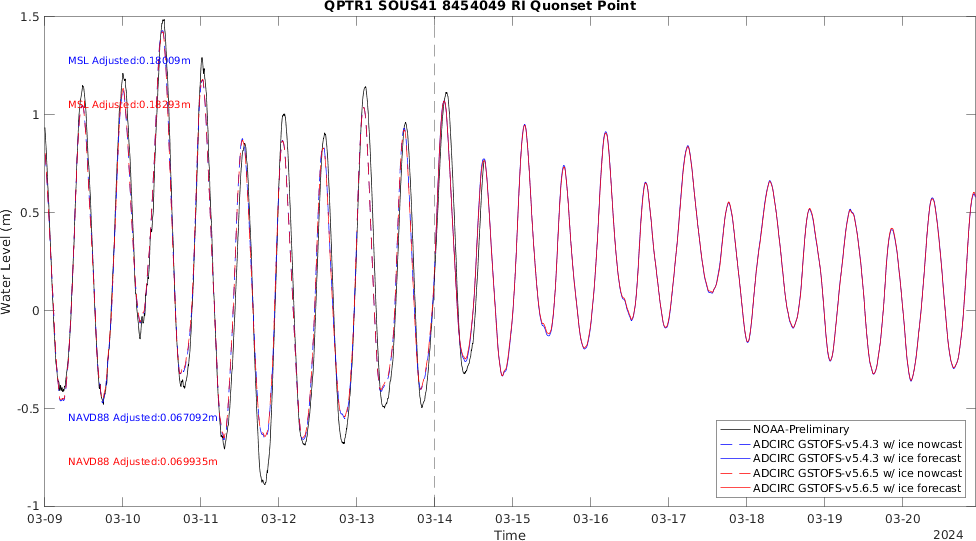 QPTR1 SOUS41 8454049 RI Quonset Point
1.5
1
0.5
0
-0.5
-1
Water Level (m)
MSL Adjusted:0.18009m
MSL Adjusted:0.18293m
NAVD88 Adjusted:0.067092m
NAVD88 Adjusted:0.069935m
NOAA-Preliminary
ADCIRC GSTOFS-v5.4.3 w/ ice nowcast
ADCIRC GSTOFS-v5.4.3 w/ ice forecast
ADCIRC GSTOFS-v5.6.5 w/ ice nowcast
ADCIRC GSTOFS-v5.6.5 w/ ice forecast
03-09 03-10 03-11 03-12 03-13 03-14 03-15 03-16 03-17 03-18 03-19 03-20
Time
2024